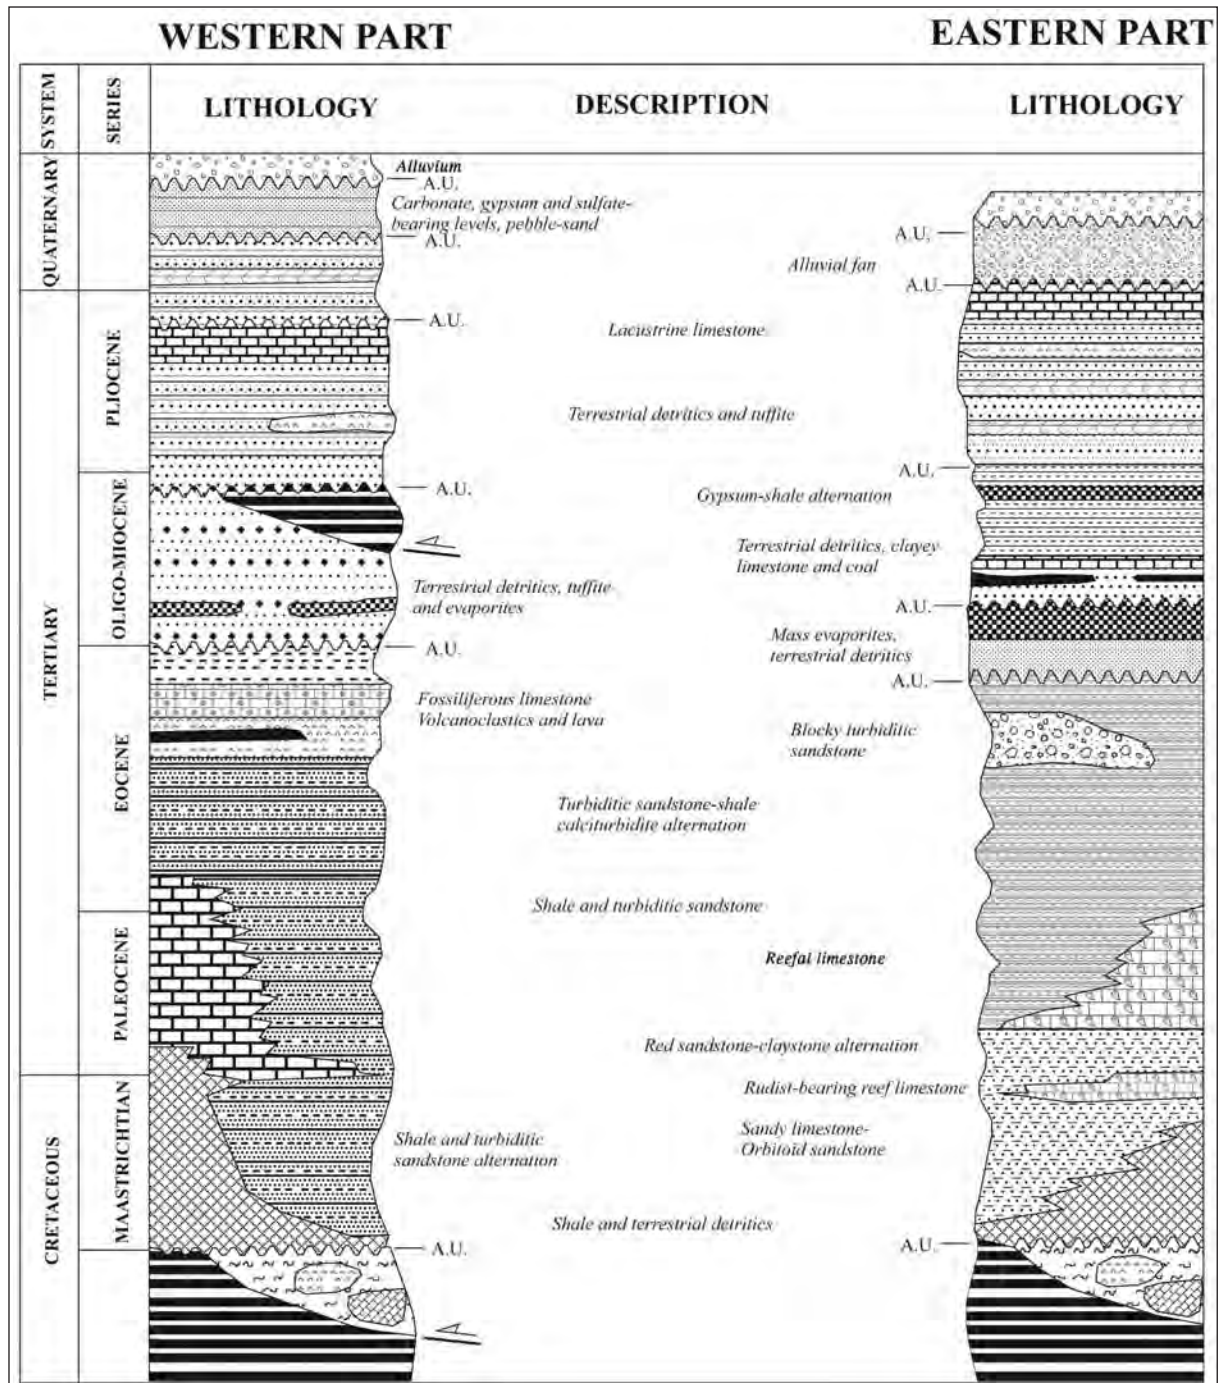 WESTERN PART
EASTERN PART
SYSTEM
SERIES
LITHOLOGY
DESCRIPTION
LITHOLOGY
QUATERNARY
TERTIARY
CRETACEOUS
PLIOCENE
OLIGO-MIOCENE
EOCENE
PALEOCENE
MAASTRICHTIAN
Alluvium
A.U.
Carbonate, gypsum and sulfate-
bearing levels, pebble-sand
A.U.
A.U.
Alluvial fan
A.U.
A.U.
Lacustrine limestone
Terrestrial detritics and tuffite
A.U.
A.U.
Gypsum-shale alternation
Terrestrial detritics, clayey
limestone and coal
Terrestrial detritics, tuffite
and evaporites
A.U.
A.U.
Mass evaporites,
terrestrial detritics
A.U.
Fossiliferous limestone
Volcanoclastics and lava
Blocky turbiditic
sandstone
Turbiditic sandstone-shale
calciturbidite alternation
Shale and turbiditic sandstone
Reefal limestone
Red sandstone-claystone alternation
Rudist-bearing reef limestone
Shale and turbiditic
sandstone alternation
Sandy limestone-
Orbitoid sandstone
Shale and terrestrial detritics
A.U.
A.U.